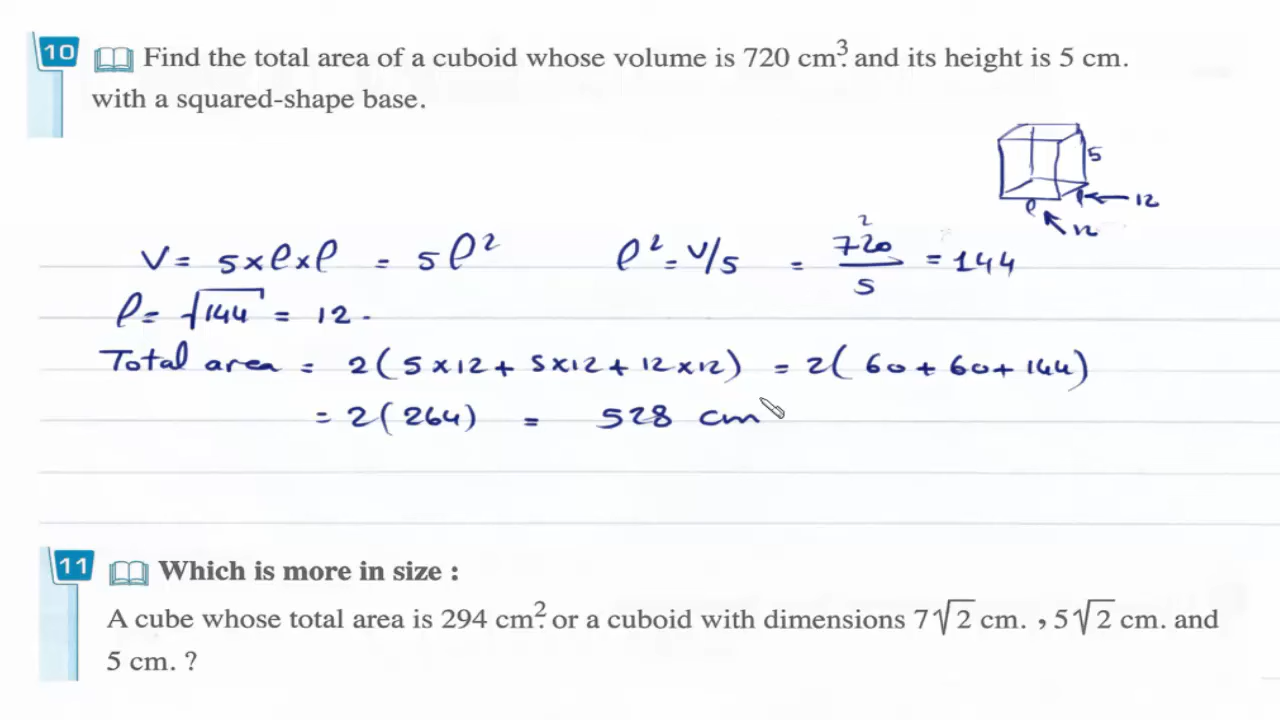 10 Find the total area of a cuboid whose volume is 720 cm³. and its height is 5 cm.
with a squared-shape base.
5
ℓ ℓ ← 12
12
V = 5 × ℓ × ℓ = 5 ℓ² ℓ² = V/5 = 720/5 = 144
ℓ = √144 = 12 .
Total area = 2 ( 5 × 12 + 5 × 12 + 12 × 12 ) = 2 ( 60 + 60 + 144 )
= 2 ( 264 ) = 528 cm
11 Which is more in size :
A cube whose total area is 294 cm². or a cuboid with dimensions 7√2 cm. , 5√2 cm. and
5 cm. ?